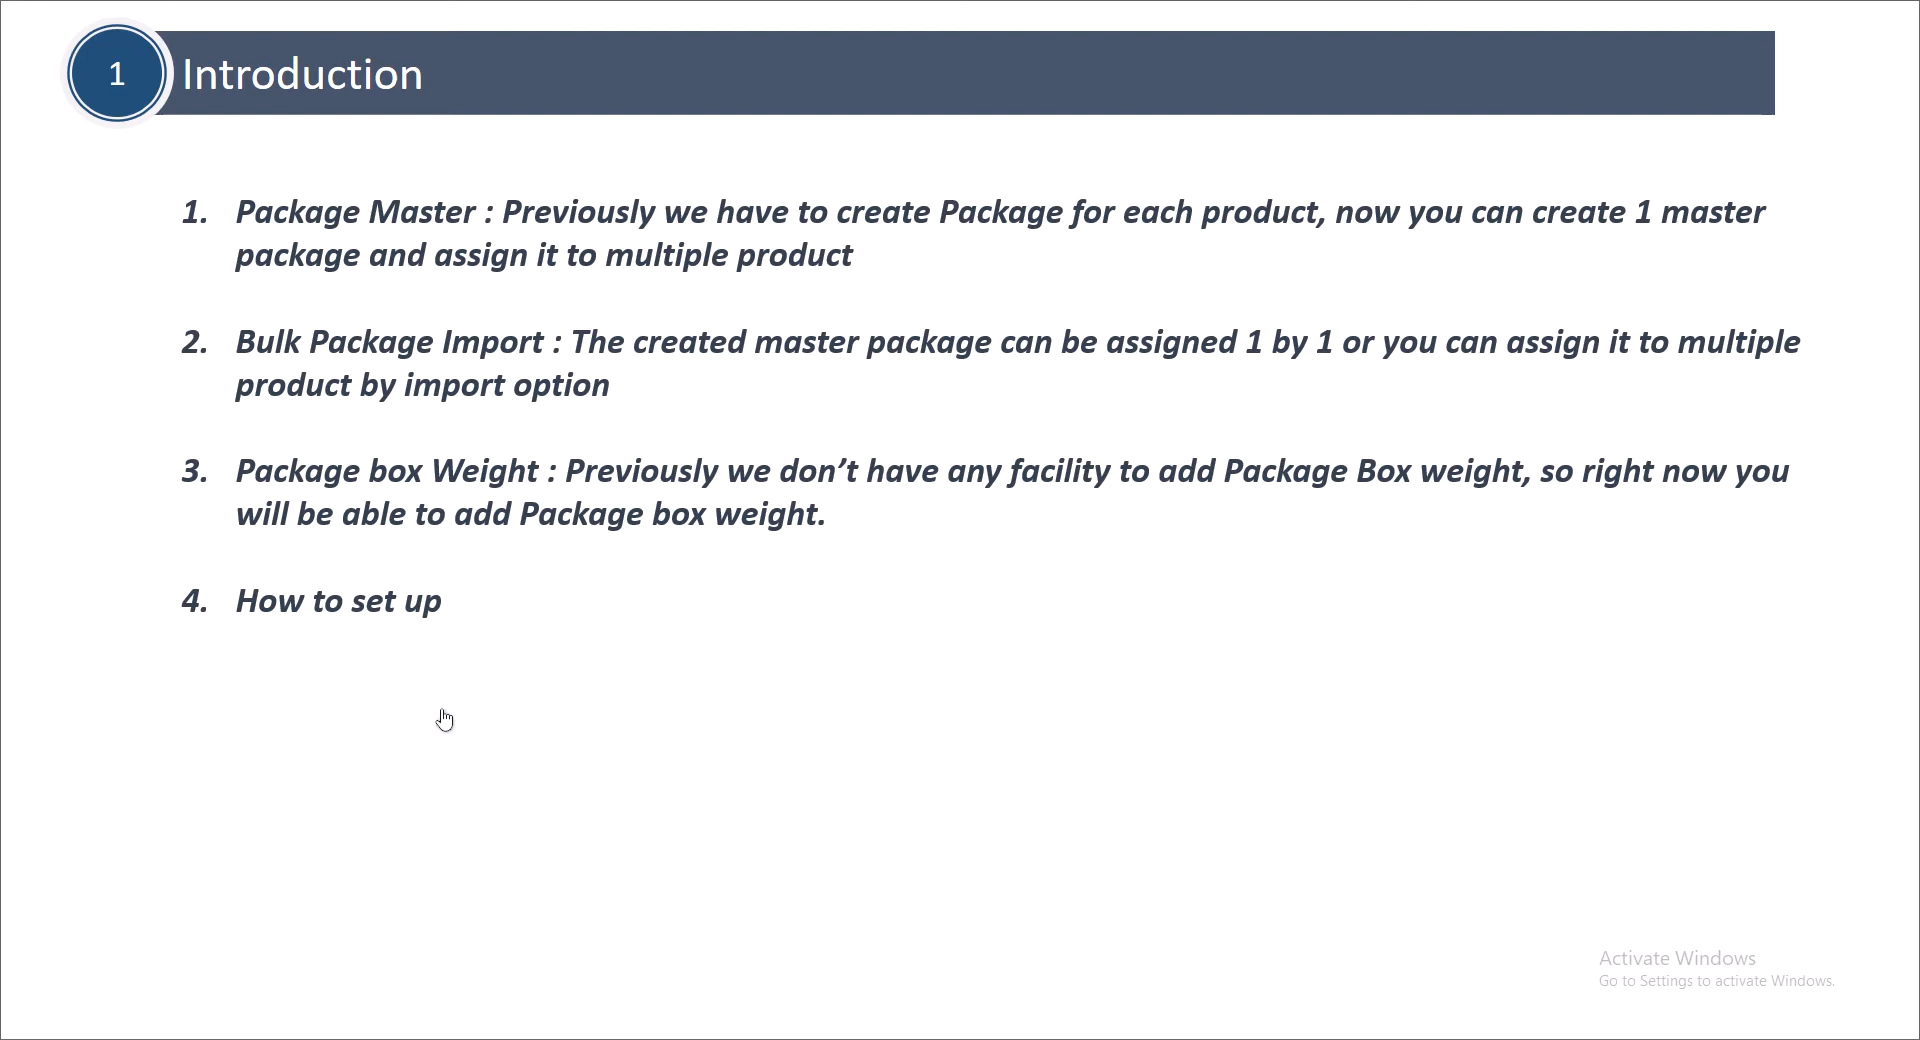 1
Introduction
1. Package Master : Previously we have to create Package for each product, now you can create 1 master
package and assign it to multiple product
2. Bulk Package Import : The created master package can be assigned 1 by 1 or you can assign it to multiple
product by import option
3. Package box Weight : Previously we don’t have any facility to add Package Box weight, so right now you
will be able to add Package box weight.
4. How to set up
Activate Windows
Go to Settings to activate Windows.